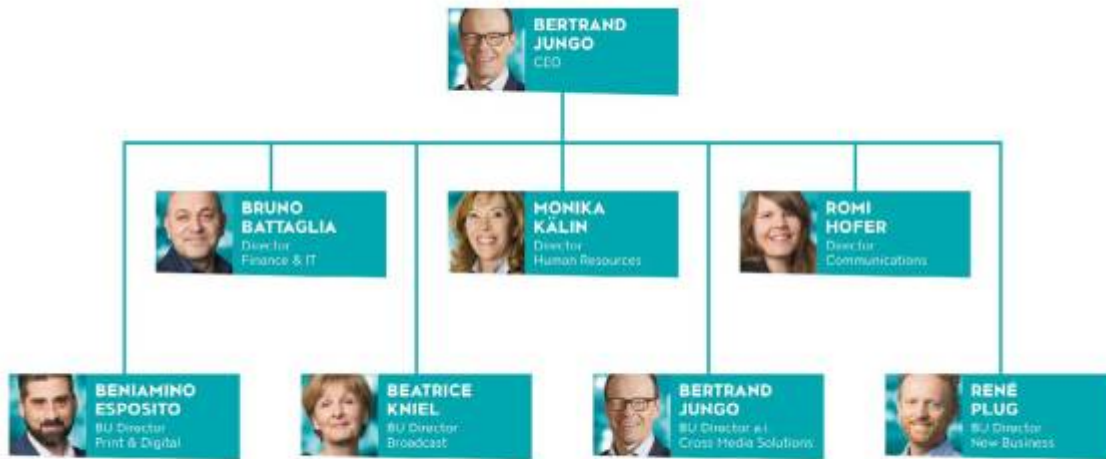 BERTRAND
JUNGO
CEO
BRUNO
BATTAGLIA
Director
Finance & IT
MONIKA
KÄLIN
Director
Human Resources
ROMI
HOFER
Director
Communications
BENIAMINO
ESPOSITO
BU Director
Print & Digital
BEATRICE
KNIEL
BU Director
Broadcast
BERTRAND
JUNGO
BU Director a.i.
Cross Media Solutions
RENÉ
PLUG
BU Director
New Business